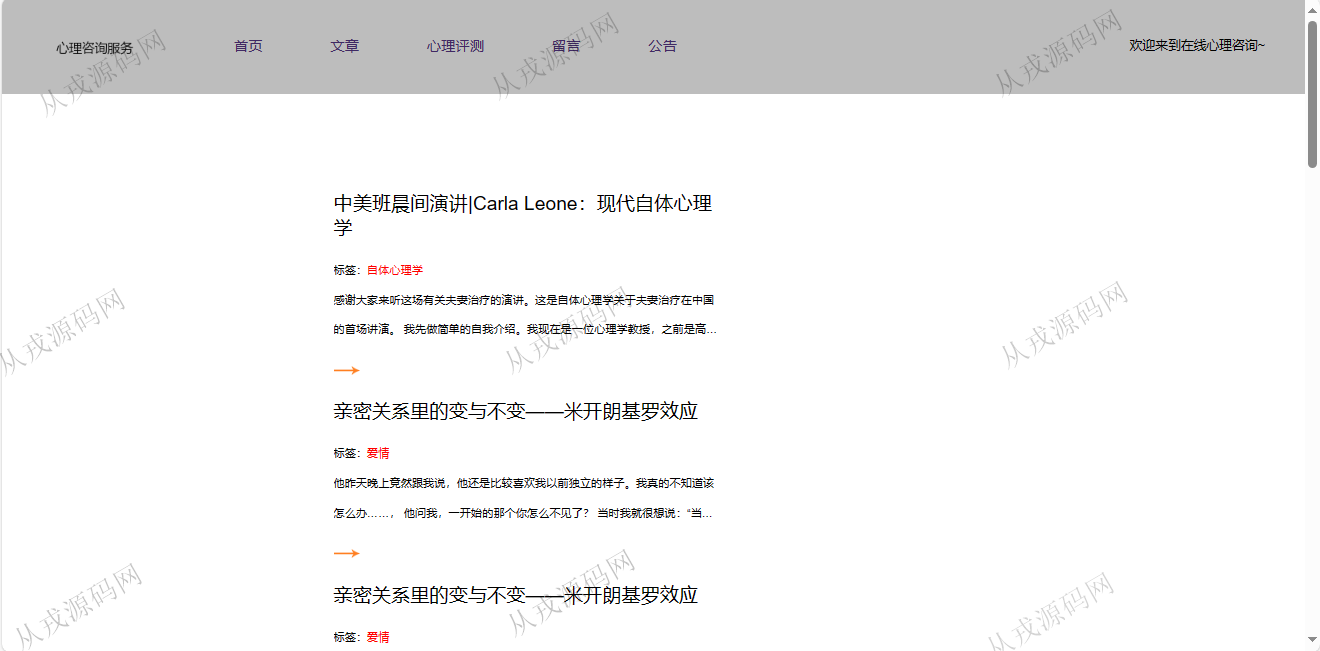 心理咨询服务
首页
文章
心理评测
留言
公告
欢迎来到在线心理咨询~
中美班晨间演讲|Carla Leone：现代自体心理
学
标签：自体心理学
感谢大家来听这场有关夫妻治疗的演讲。这是自体心理学关于夫妻治疗在中国
的首场讲演。 我先做简单的自我介绍。我现在是一位心理学教授，之前是高...
亲密关系里的变与不变——米开朗基罗效应
标签：爱情
他昨天晚上竟然跟我说，他还是比较喜欢我以前独立的样子。我真的不知道该
怎么办……， 他问我，一开始的那个你怎么不见了？ 当时我就很想说：“当...
亲密关系里的变与不变——米开朗基罗效应
标签：爱情
从戎源码网
从戎源码网
从戎源码网
从戎源码网
从戎源码网
从戎源码网
从戎源码网
从戎源码网
从戎源码网